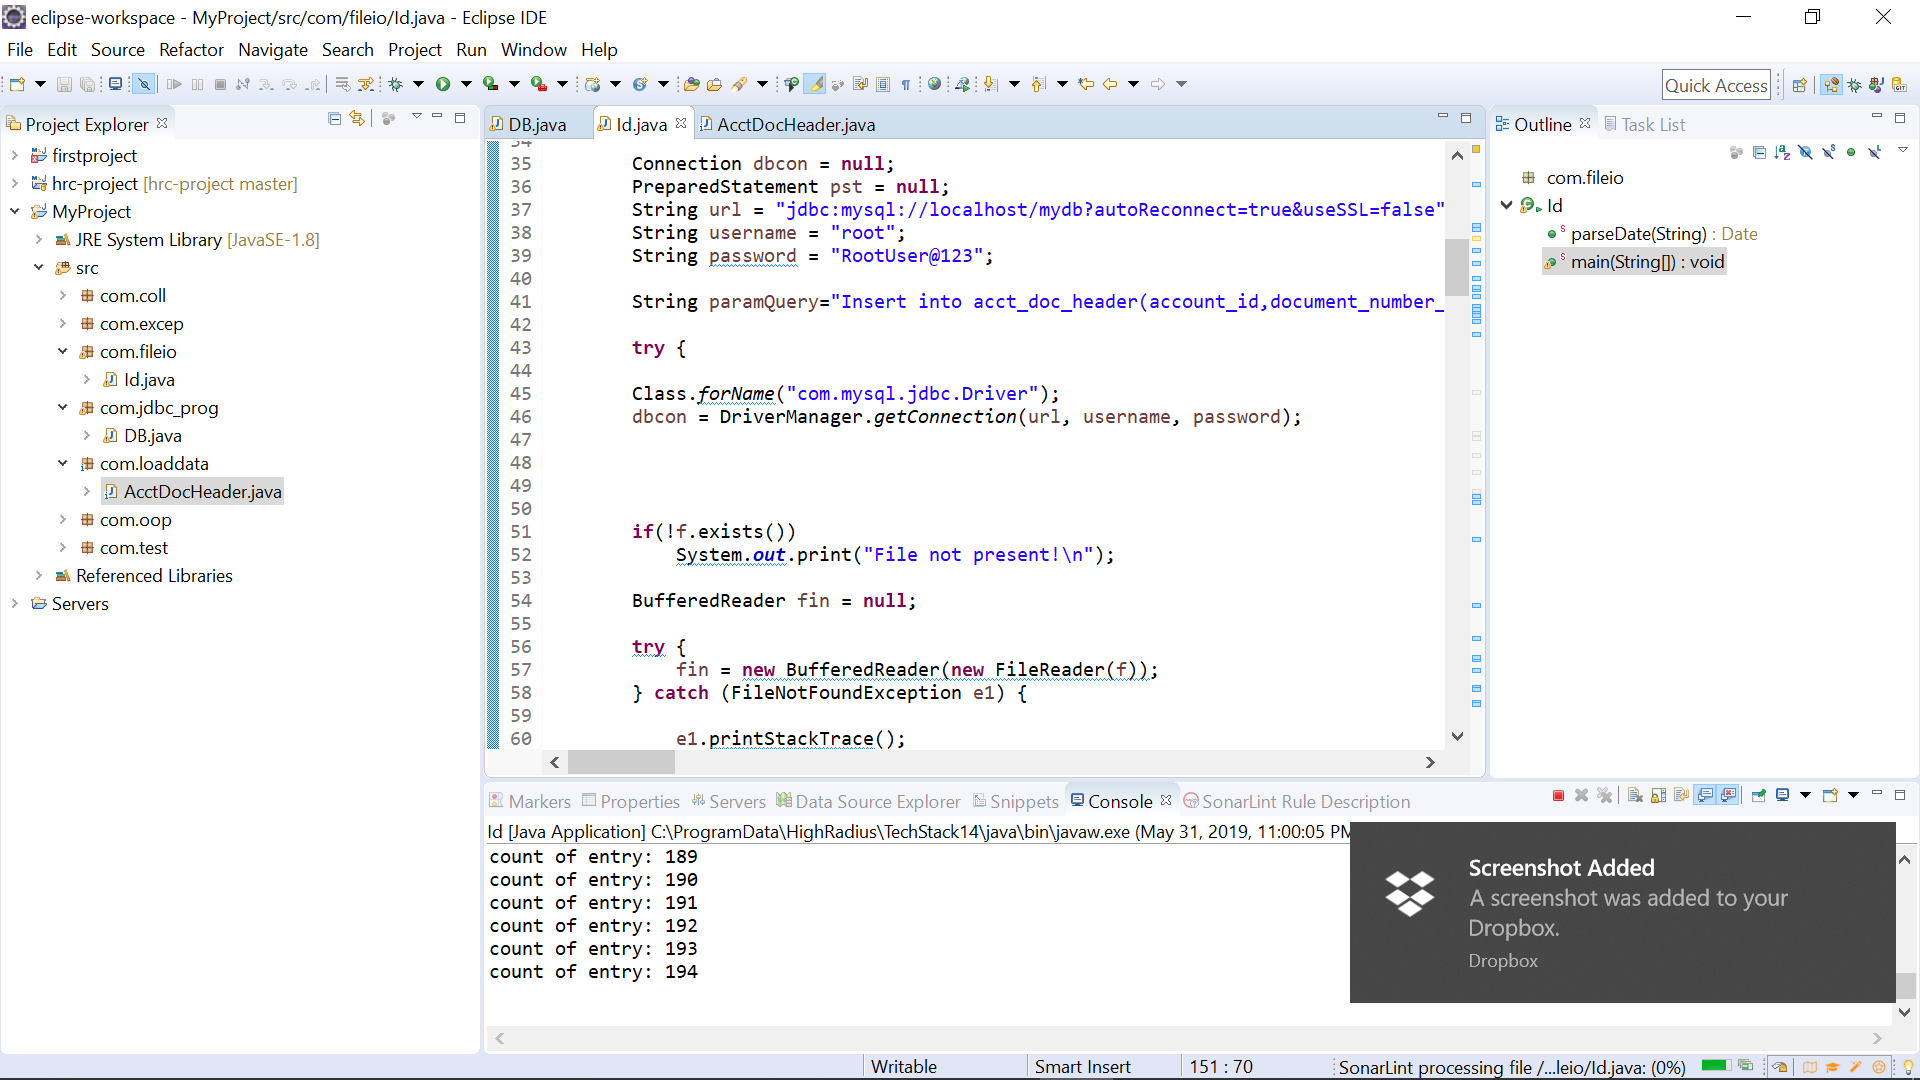 eclipse-workspace - MyProject/src/com/fileio/Id.java - Eclipse IDE
File Edit Source Refactor Navigate Search Project Run Window Help
Quick Access
Project Explorer
firstproject
hrc-project [hrc-project master]
MyProject
JRE System Library [JavaSE-1.8]
src
com.coll
com.excep
com.fileio
Id.java
com.jdbc_prog
DB.java
com.loaddata
AcctDocHeader.java
com.oop
com.test
Referenced Libraries
Servers
DB.java Id.java AcctDocHeader.java
34
35 Connection dbcon = null;
36 PreparedStatement pst = null;
37 String url = "jdbc:mysql://localhost/mydb?autoReconnect=true&useSSL=false"
38 String username = "root";
39 String password = "RootUser@123";
40
41 String paramQuery="Insert into acct_doc_header(account_id,document_number_
42
43 try {
44
45 Class.forName("com.mysql.jdbc.Driver");
46 dbcon = DriverManager.getConnection(url, username, password);
47
48
49
50
51 if(!f.exists())
52 System.out.print("File not present!\n");
53
54 BufferedReader fin = null;
55
56 try {
57 fin = new BufferedReader(new FileReader(f));
58 } catch (FileNotFoundException e1) {
59
60 e1.printStackTrace();
Outline Task List
com.fileio
Id
parseDate(String) : Date
main(String[]) : void
Markers Properties Servers Data Source Explorer Snippets Console SonarLint Rule Description
Id [Java Application] C:\ProgramData\HighRadius\TechStack14\java\bin\javaw.exe (May 31, 2019, 11:00:05 PM
count of entry: 189
count of entry: 190
count of entry: 191
count of entry: 192
count of entry: 193
count of entry: 194
Screenshot Added
A screenshot was added to your
Dropbox.
Dropbox
Writable Smart Insert 151 : 70 SonarLint processing file /...leio/Id.java: (0%)